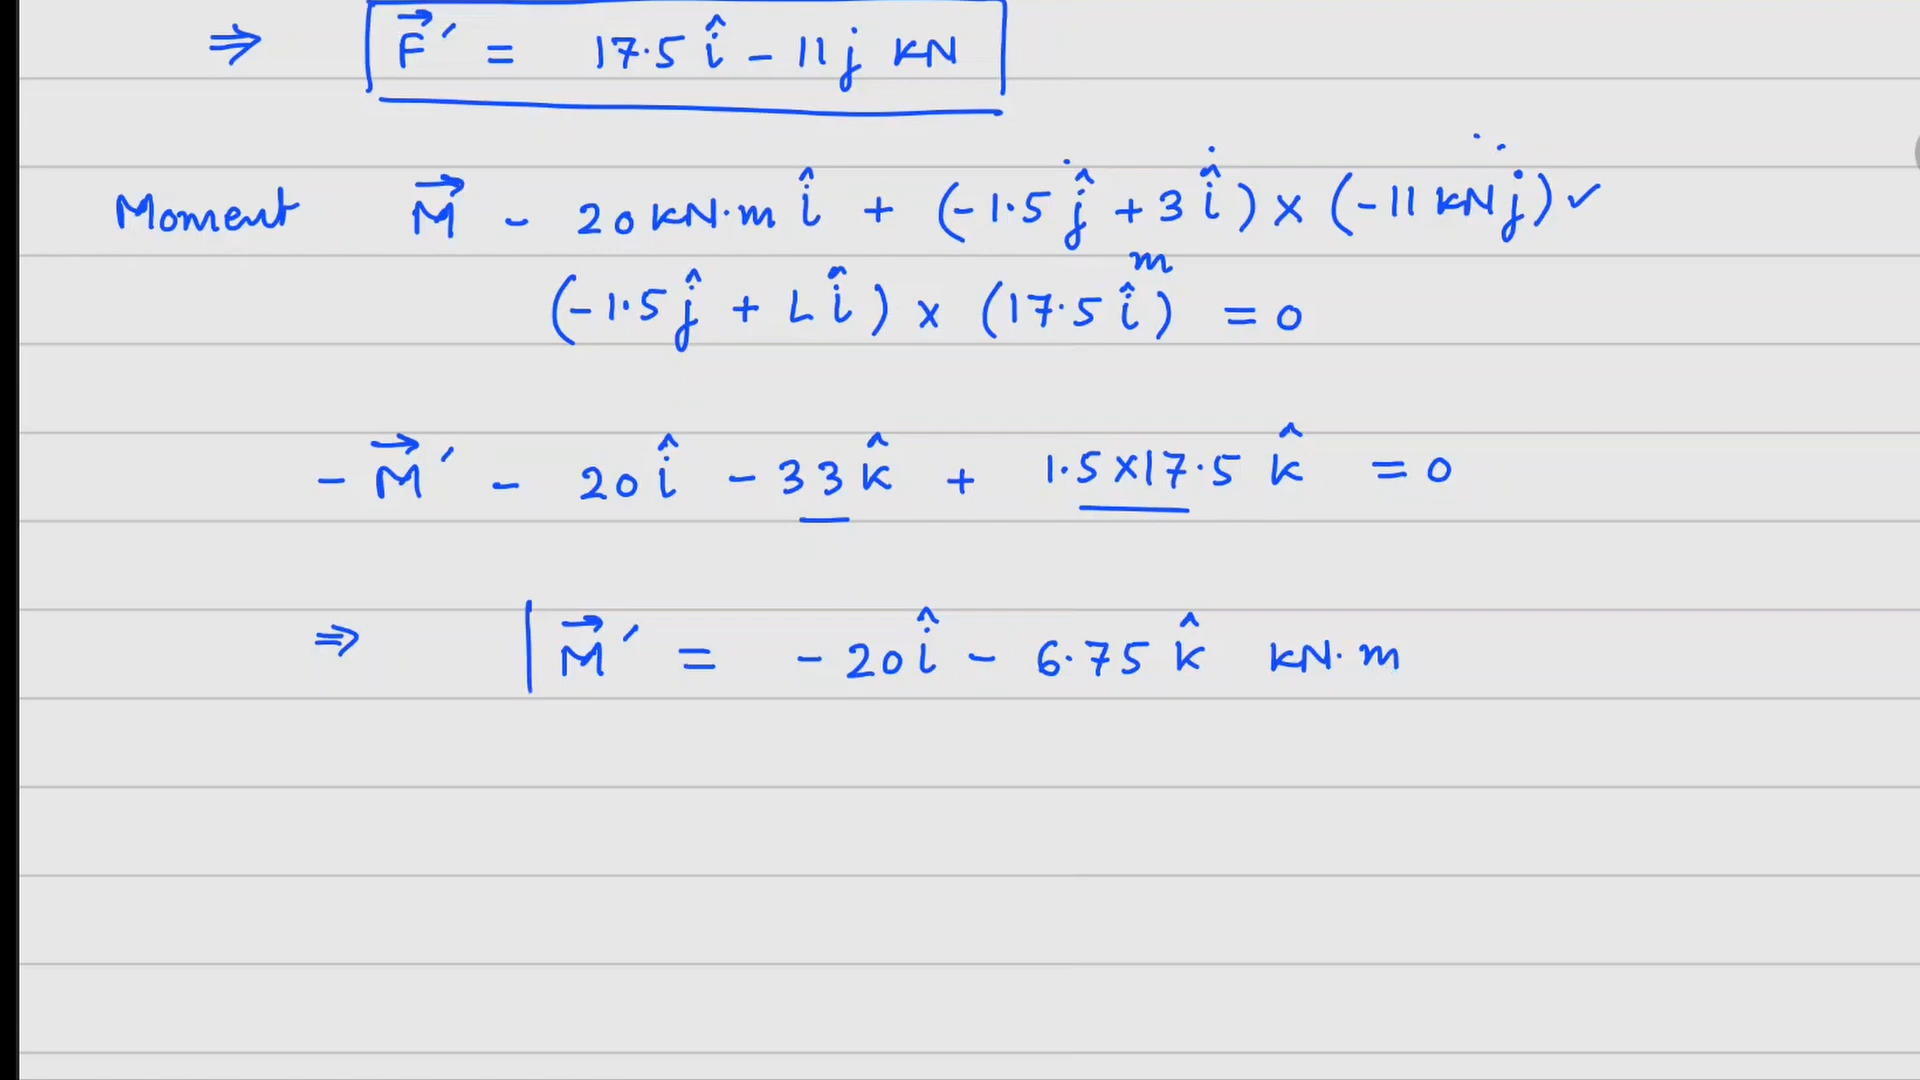 ⇒ F⃗′ = 17.5 î - 11 j KN
Moment M⃗ - 20 KN·m î + (-1.5 ĵ + 3 î) × (-11 KN j) ✓
(-1.5 ĵ + L î) × (17.5 î) = 0
m
- M⃗′ - 20 î - 33 k̂ + 1.5×17.5 k̂ = 0
⇒ | M⃗′ = - 20 î - 6.75 k̂ KN·m